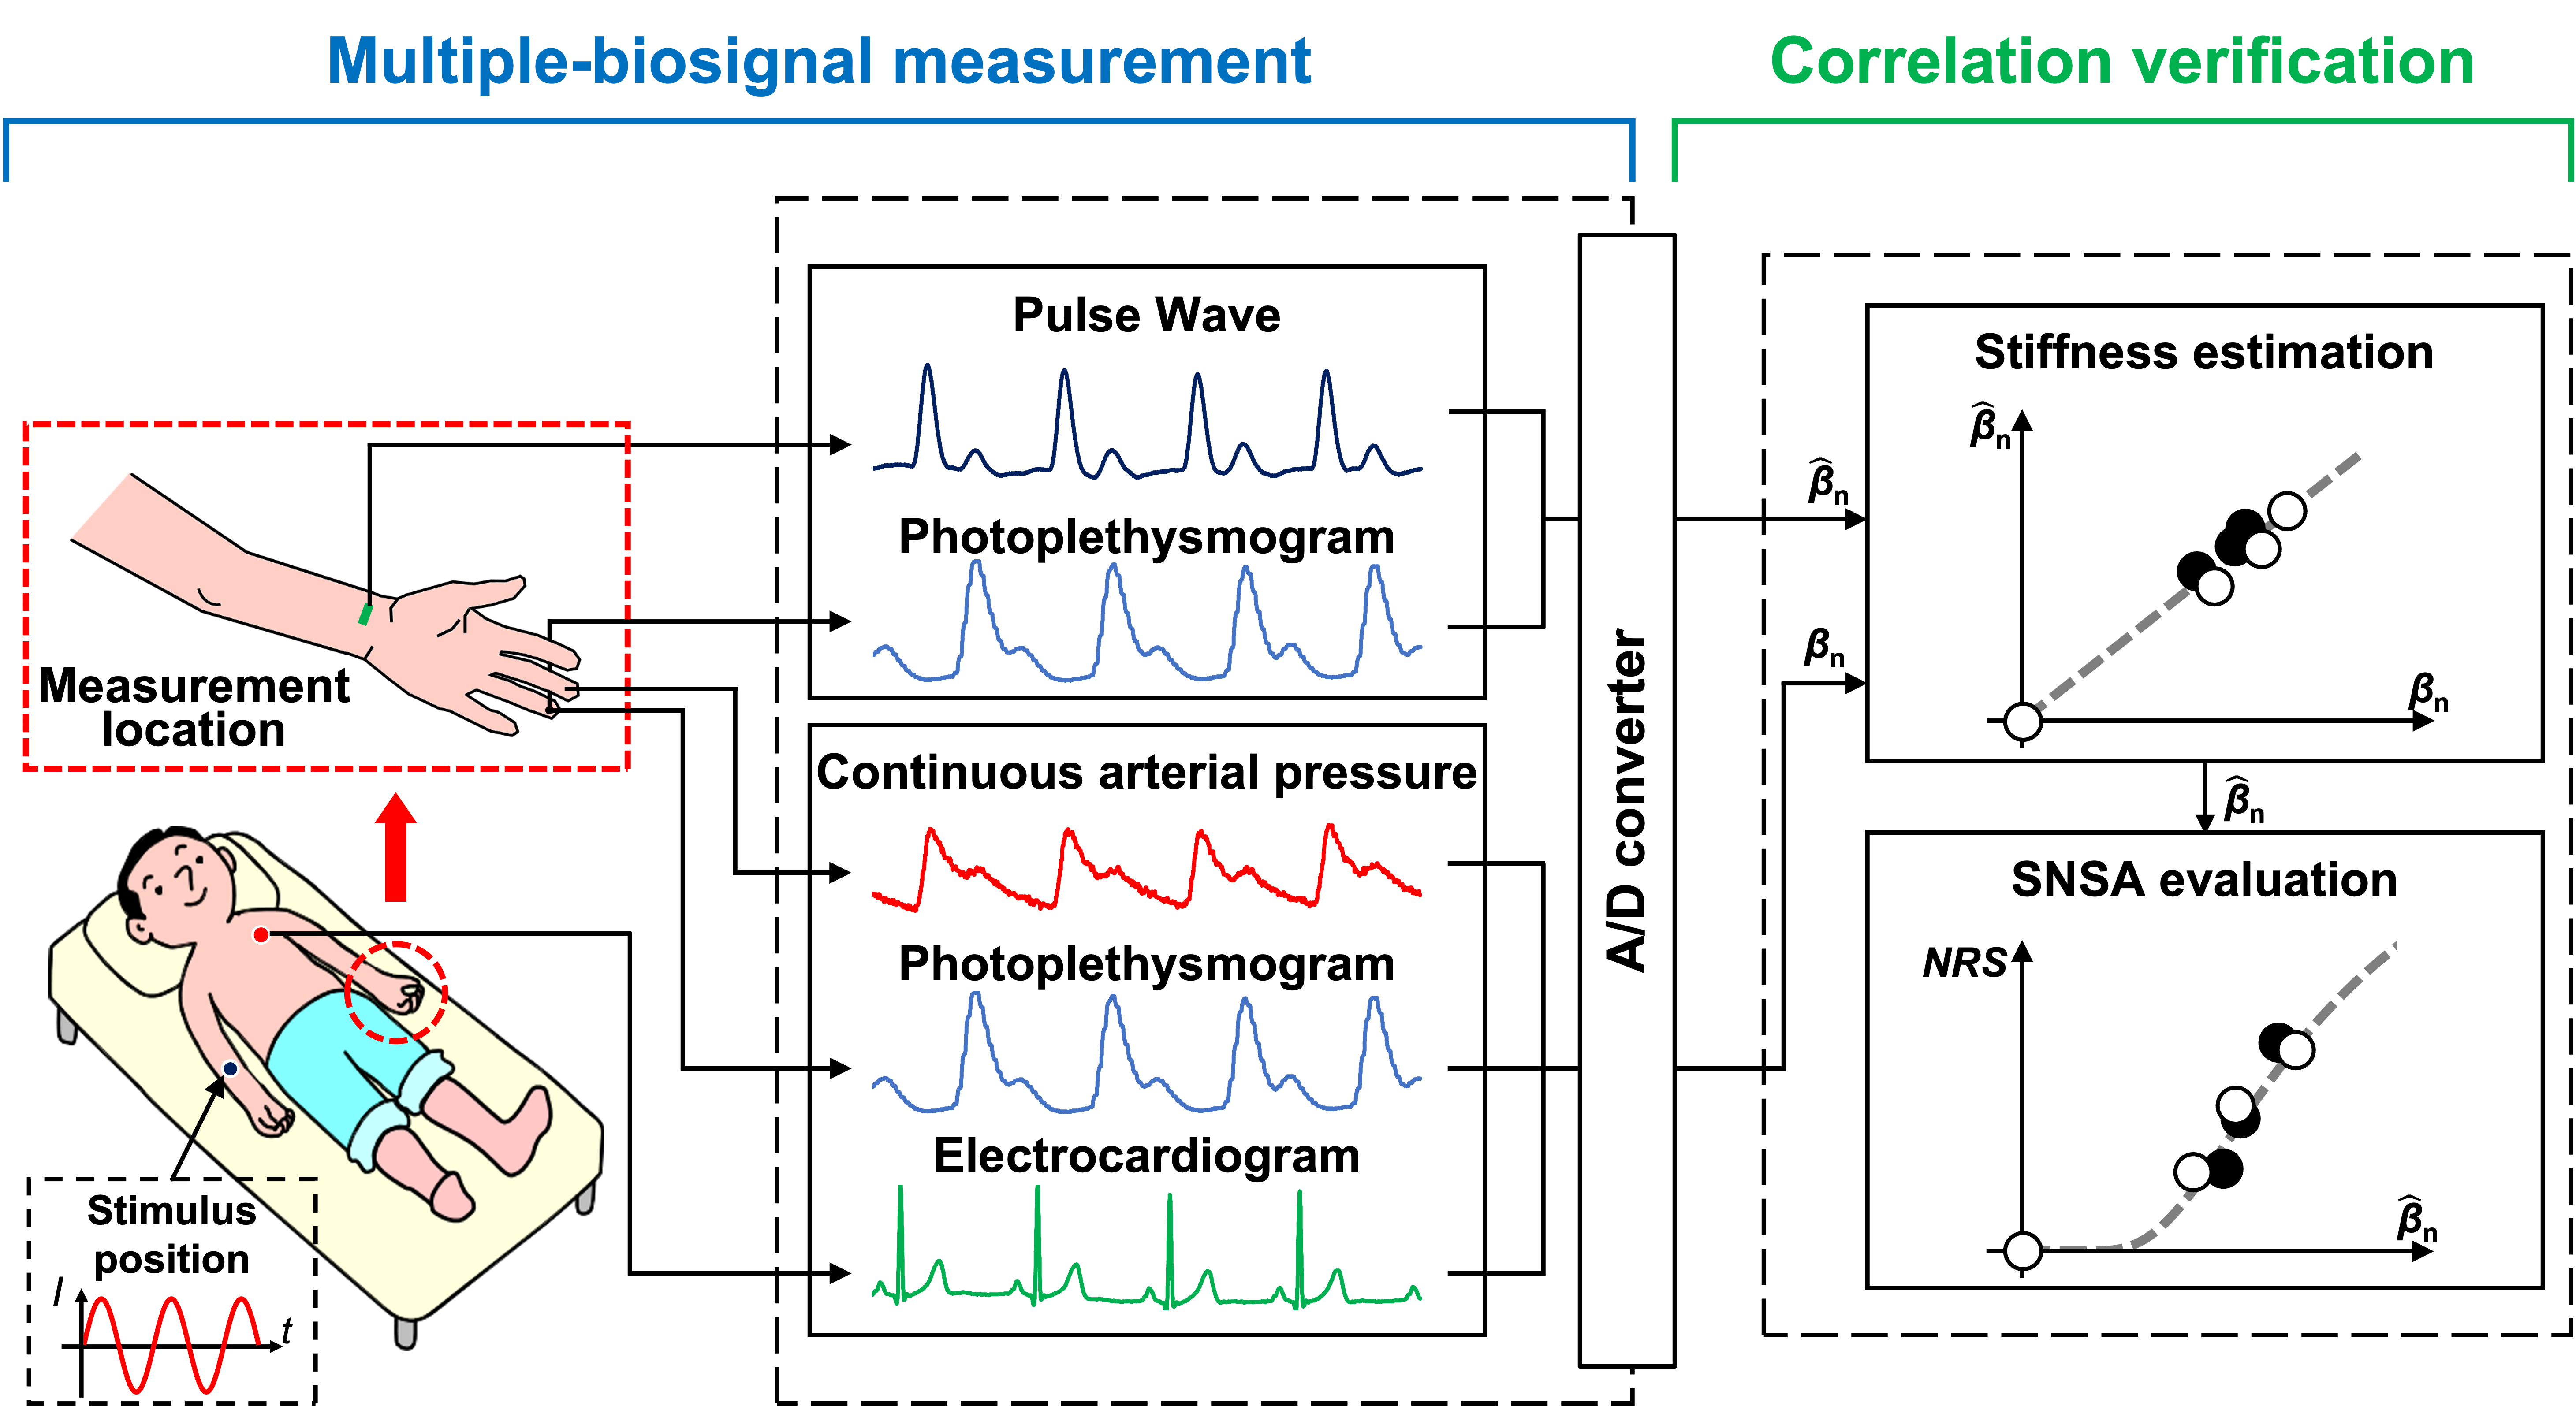 Multiple-biosignal measurement
Correlation verification
Pulse Wave
Photoplethysmogram
Measurement
location
Continuous arterial pressure
Photoplethysmogram
Electrocardiogram
Stimulus
position
I
t
A/D converter
β̂n
βn
Stiffness estimation
β̂n
βn
β̂n
SNSA evaluation
NRS
β̂n